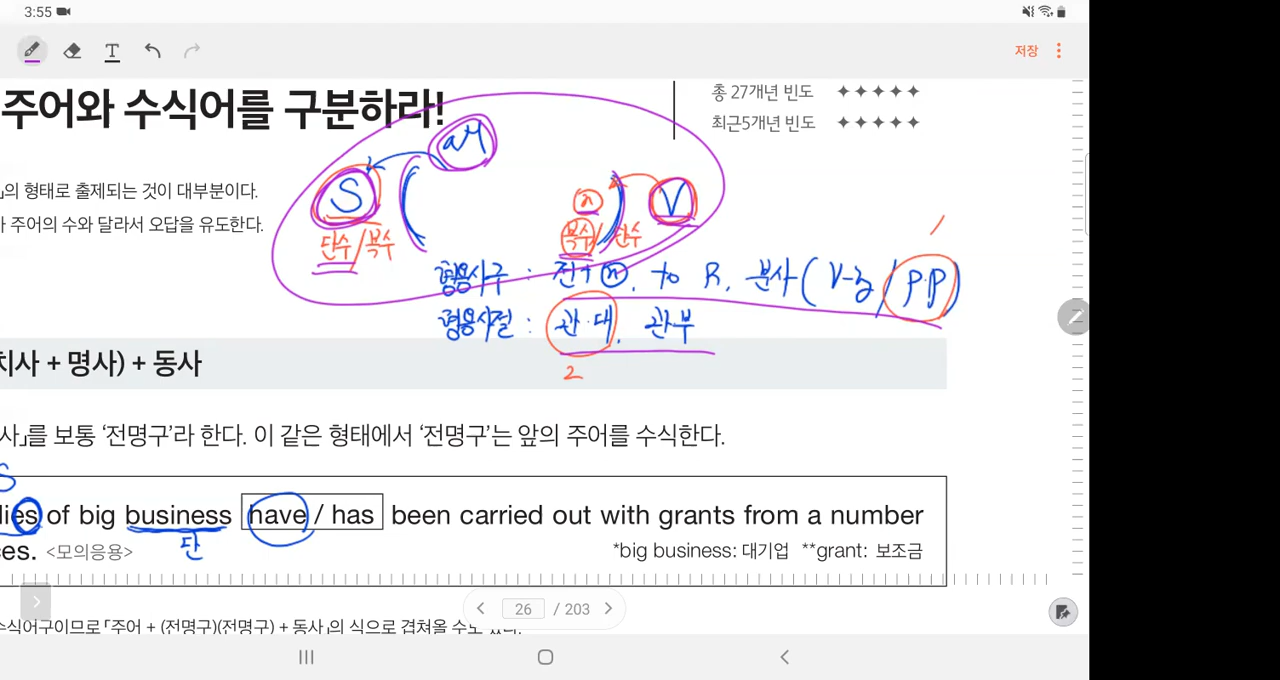 3:55
T
저장
주어와 수식어를 구분하라!
총 27개년 빈도 ✦✦✦✦✦
최근5개년 빈도 ✦✦✦✦✦
」의 형태로 출제되는 것이 대부분이다.
사 주어의 수와 달라서 오답을 유도한다.
S ( aM n ) V
단수/복수 복수/단수
형용사구 : 전+n, to R, 분사(V-ing/P.P)
형용사절 : 관·대, 관부
2
치사 + 명사) + 동사
사」를 보통 ‘전명구’라 한다. 이 같은 형태에서 ‘전명구’는 앞의 주어를 수식한다.
S
dies of big business have / has been carried out with grants from a number
단
ces. <모의응용> *big business: 대기업 **grant: 보조금
26 / 203
수식어구이므로 「주어 + (전명구)(전명구) + 동사」의 식으로 겹쳐올 수도 있다.